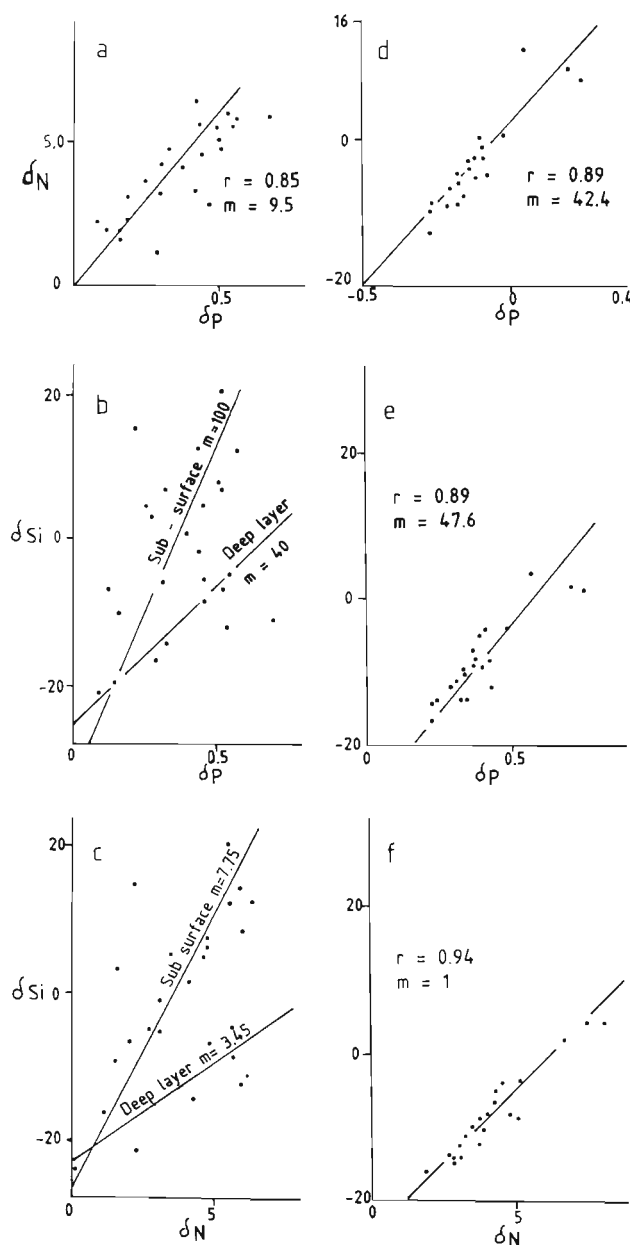 a
5.0
δN
r = 0.85
m = 9.5
0
0.5
δP
d
16
0
r = 0.89
m = 42.4
-20
-0.5
0
0.4
δP
b
20
Sub - surface m=100
δSi 0
Deep layer
m = 40
-20
0
0.5
δP
e
20
r = 0.89
m = 47.6
0
-20
0
0.5
δP
c
20
Sub surface m=7.75
δSi 0
Deep layer m= 3.45
-20
0
5
δN
f
20
r = 0.94
m = 1
0
-20
0
5
δN